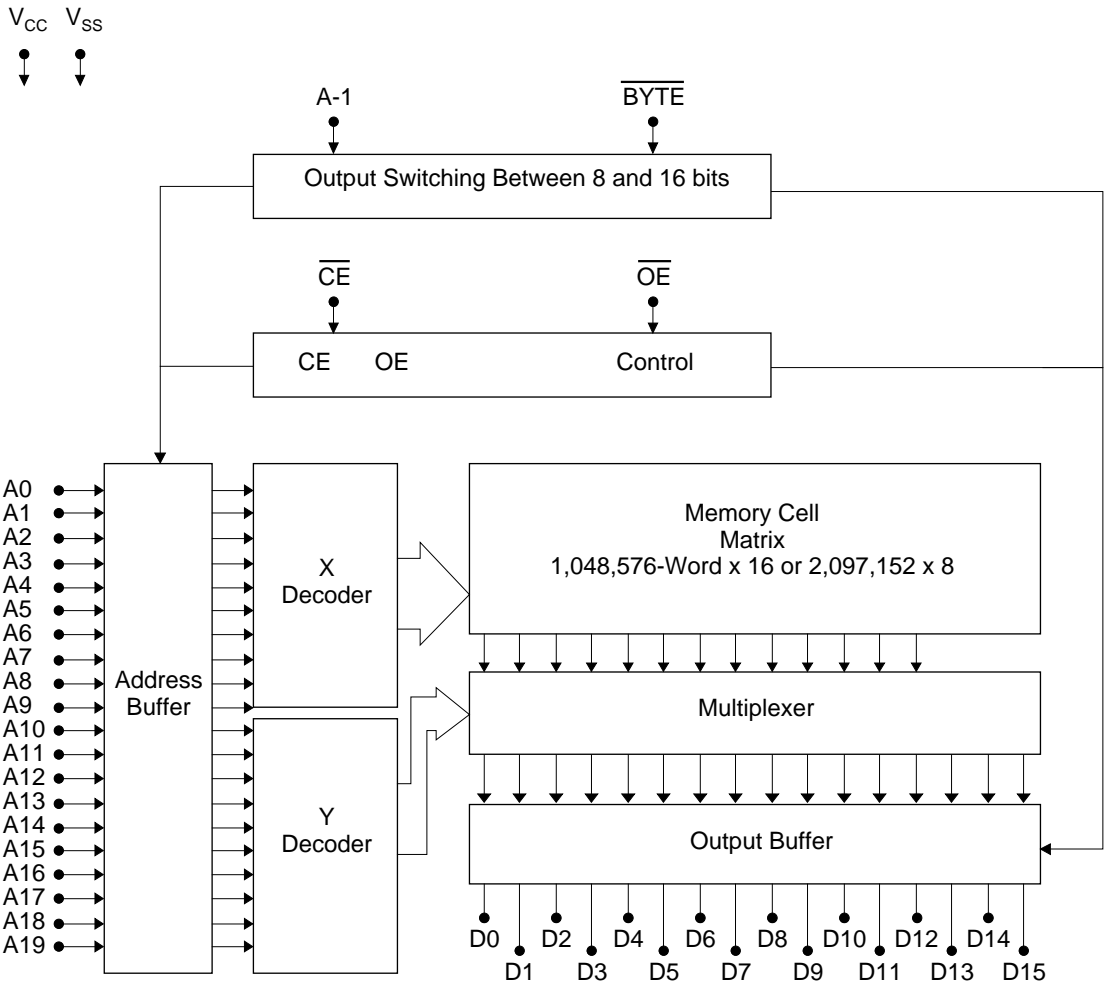 VCC VSS
A-1 BYTE
Output Switching Between 8 and 16 bits
CE OE
CE OE Control
A0
A1
A2
A3
A4
A5
A6
A7
A8
A9
A10
A11
A12
A13
A14
A15
A16
A17
A18
A19
Address
Buffer
X
Decoder
Y
Decoder
Memory Cell
Matrix
1,048,576-Word x 16 or 2,097,152 x 8
Multiplexer
Output Buffer
D0 D2 D4 D6 D8 D10 D12 D14
D1 D3 D5 D7 D9 D11 D13 D15